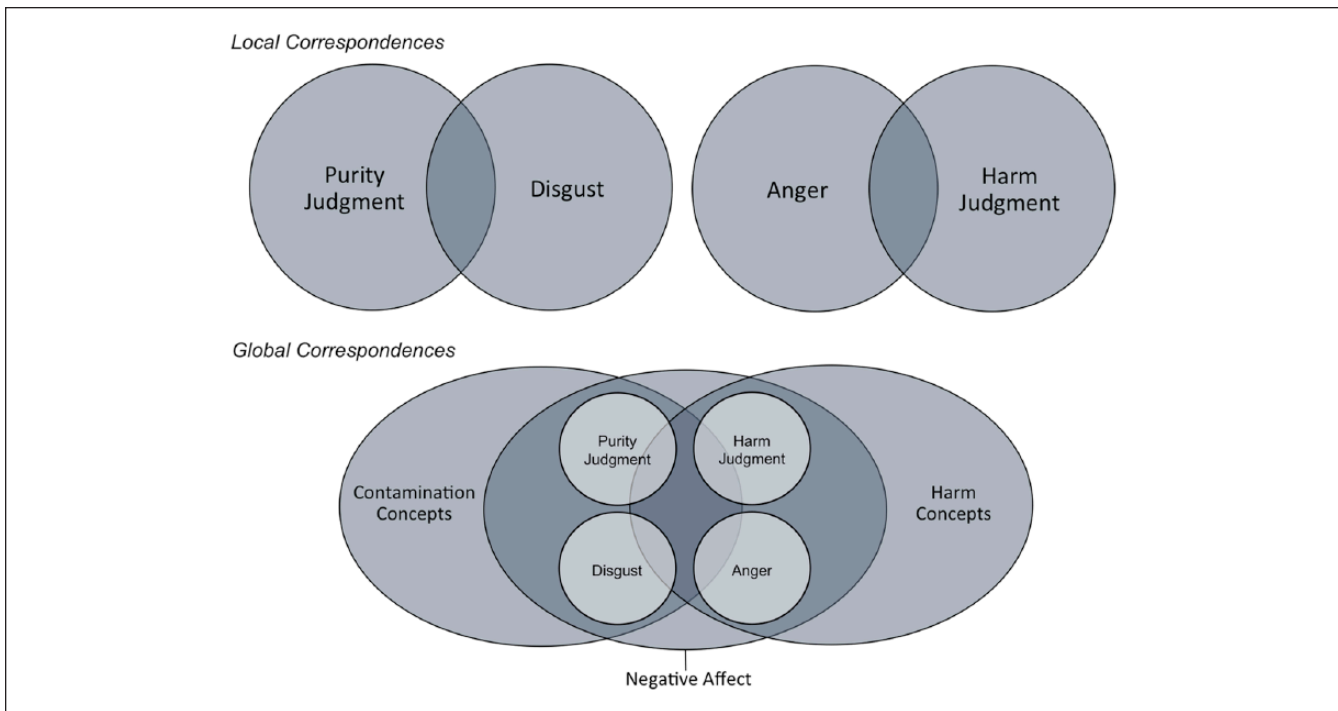 Local Correspondences
Purity
Judgment
Disgust
Anger
Harm
Judgment
Global Correspondences
Contamination
Concepts
Purity
Judgment
Harm
Judgment
Disgust
Anger
Harm
Concepts
Negative Affect